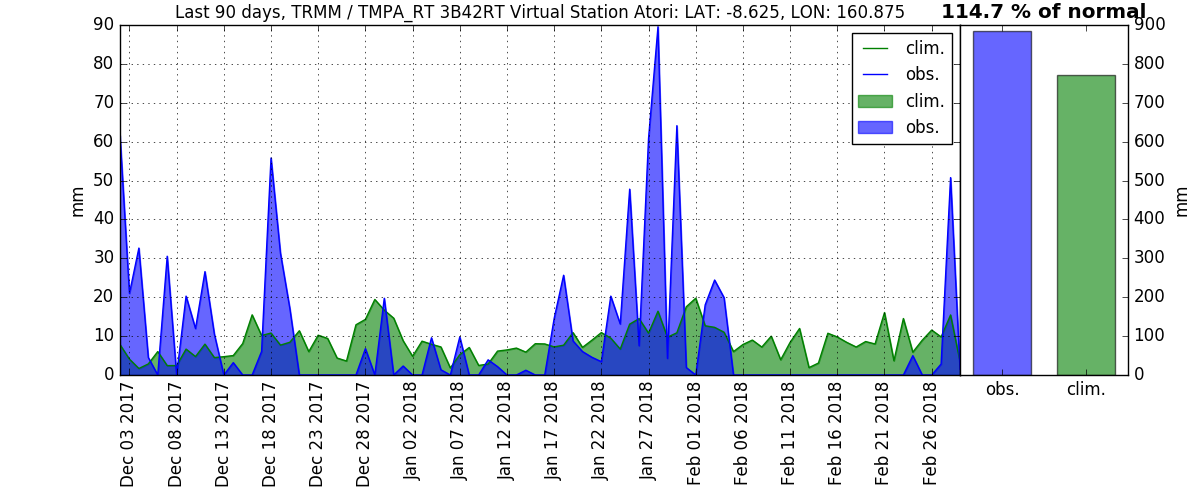 Last 90 days, TRMM / TMPA_RT 3B42RT Virtual Station Atori: LAT: -8.625, LON: 160.875
114.7 % of normal
90
80
70
60
50
40
30
20
10
0
mm
clim.
obs.
clim.
obs.
900
800
700
600
500
400
300
200
100
0
mm
obs.
clim.
Dec 03 2017
Dec 08 2017
Dec 13 2017
Dec 18 2017
Dec 23 2017
Dec 28 2017
Jan 02 2018
Jan 07 2018
Jan 12 2018
Jan 17 2018
Jan 22 2018
Jan 27 2018
Feb 01 2018
Feb 06 2018
Feb 11 2018
Feb 16 2018
Feb 21 2018
Feb 26 2018